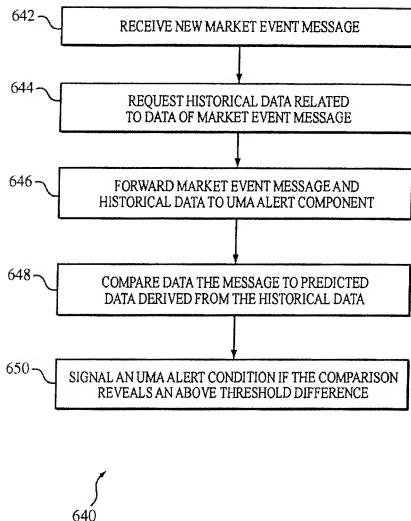 642
RECEIVE NEW MARKET EVENT MESSAGE
644
REQUEST HISTORICAL DATA RELATED
TO DATA OF MARKET EVENT MESSAGE
646
FORWARD MARKET EVENT MESSAGE AND
HISTORICAL DATA TO UMA ALERT COMPONENT
648
COMPARE DATA THE MESSAGE TO PREDICTED
DATA DERIVED FROM THE HISTORICAL DATA
650
SIGNAL AN UMA ALERT CONDITION IF THE COMPARISON
REVEALS AN ABOVE THRESHOLD DIFFERENCE
640